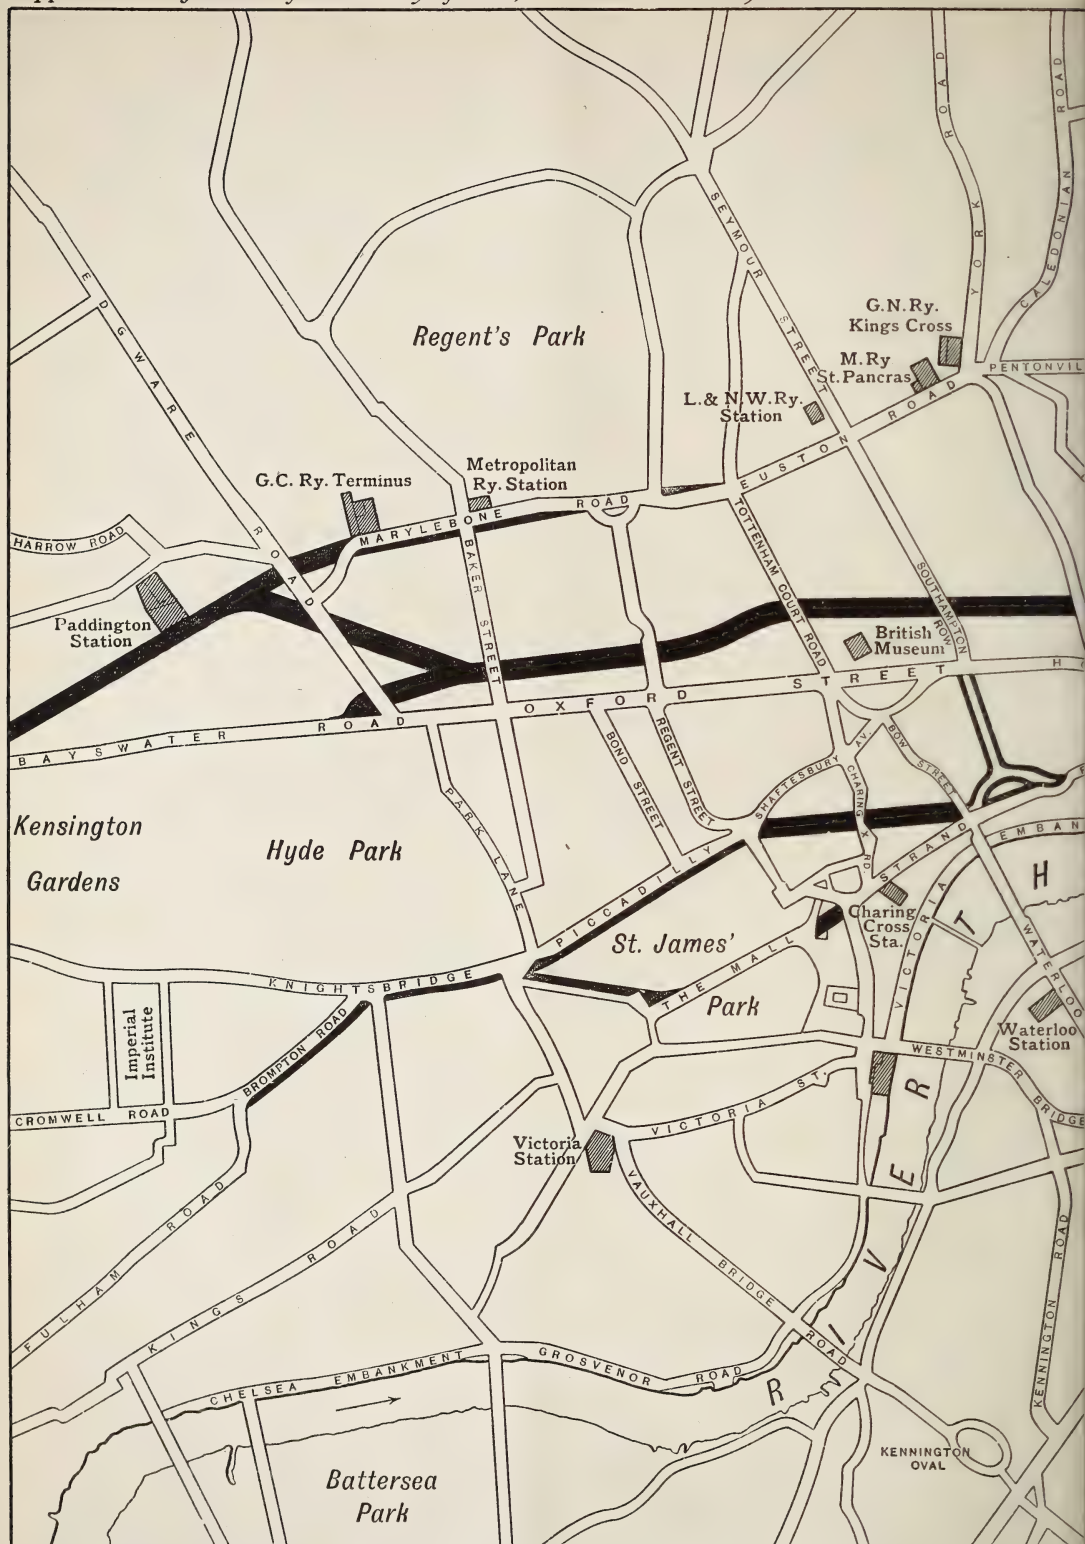 SEYMOUR STREET
YORK ROAD
CALEDONIAN ROAD
EDGWARE ROAD
Regent's Park
G.N.Ry.
Kings Cross
M.Ry
St.Pancras
PENTONVIL
L.& N.W.Ry.
Station
EUSTON ROAD
G.C. Ry. Terminus
Metropolitan
Ry. Station
MARYLEBONE ROAD
HARROW ROAD
BAKER STREET
TOTTENHAM COURT ROAD
SOUTHAMPTON
ROW
Paddington
Station
British
Museum
BAYSWATER ROAD
OXFORD STREET
H
PARK LANE
BOND STREET
REGENT STREET
SHAFTESBURY AV.
CHARING X RD.
BOW STREET
Kensington
Gardens
Hyde Park
PICCADILLY
STRAND
EMBAN
VICTORIA
Charing
Cross
Sta.
St. James'
Park
THE MALL
KNIGHTSBRIDGE
BROMPTON ROAD
Imperial
Institute
CROMWELL ROAD
WATERLOO
Waterloo
Station
WESTMINSTER
BRIDGE
VICTORIA ST.
Victoria
Station
VAUXHALL BRIDGE ROAD
FULHAM ROAD
KINGS ROAD
CHELSEA EMBANKMENT
GROSVENOR ROAD
RIVER TH
KENNINGTON ROAD
KENNINGTON
OVAL
Battersea
Park